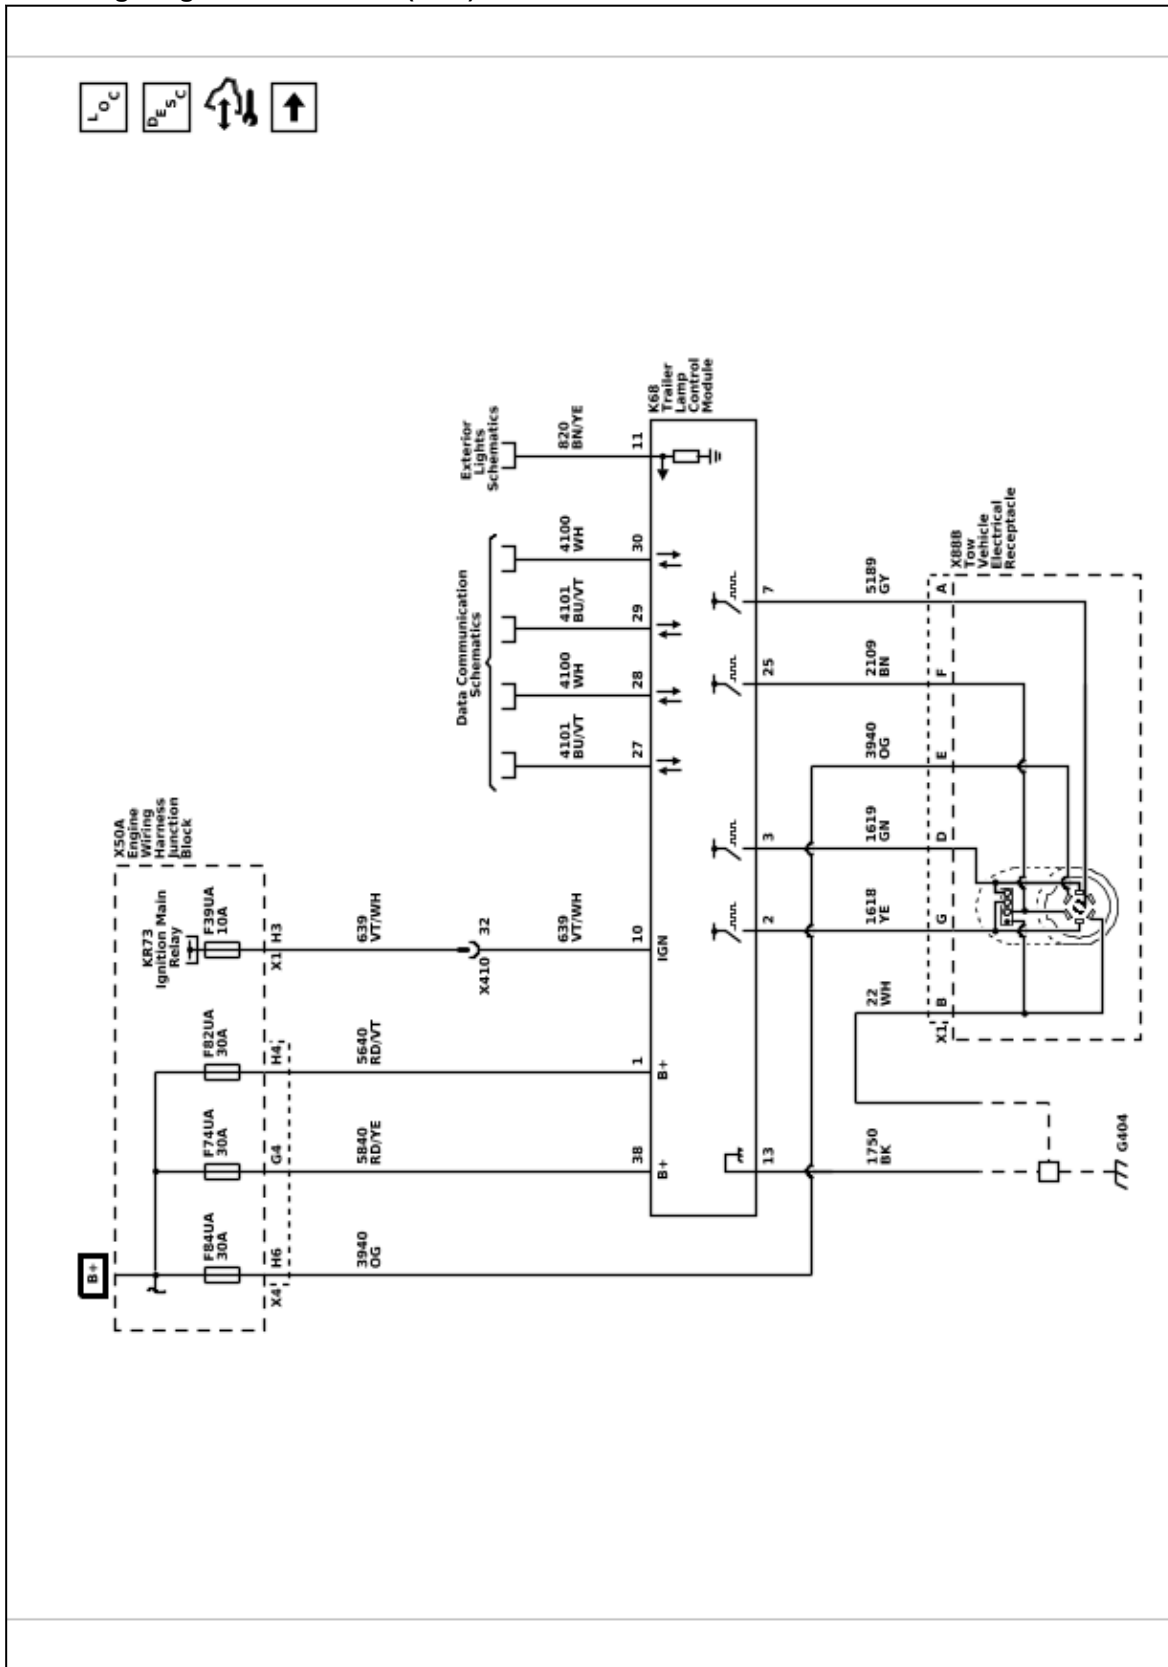 LOC
DESC
B+
X50A
Engine
Wiring
Harness
Junction
Block
KR73
Ignition Main
Relay
F84UA
30A
F74UA
30A
F82UA
30A
F39UA
10A
X4
H6
G4
H4
X1
H3
3940
OG
5840
RD/YE
5640
RD/VT
639
VT/WH
X410
32
639
VT/WH
Data Communication
Schematics
Exterior
Lights
Schematics
4101
BU/VT
4100
WH
4101
BU/VT
4100
WH
820
BN/YE
38
1
10
27
28
29
30
11
B+
B+
IGN
K68
Trailer
Lamp
Control
Module
13
2
3
25
7
1750
BK
22
WH
1618
YE
1619
GN
3940
OG
2109
BN
5189
GY
X1
B
G
D
E
F
A
X88B
Tow
Vehicle
Electrical
Receptacle
G404